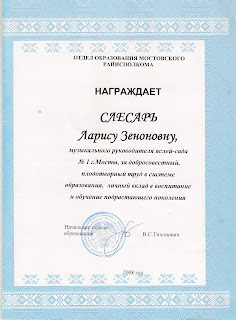 ОТДЕЛ ОБРАЗОВАНИЯ МОСТОВСКОГО
РАЙИСПОЛКОМА
НАГРАЖДАЕТ
СЛЕСАРЬ
Ларису Зеноновну,
музыкального руководителя яслей-сада
№ 1 г.Мосты, за добросовестный,
плодотворный труд в системе
образования, личный вклад в воспитание
и обучение подрастающего поколения
Начальник отдела
образования В.С.Тихонович
2008 год